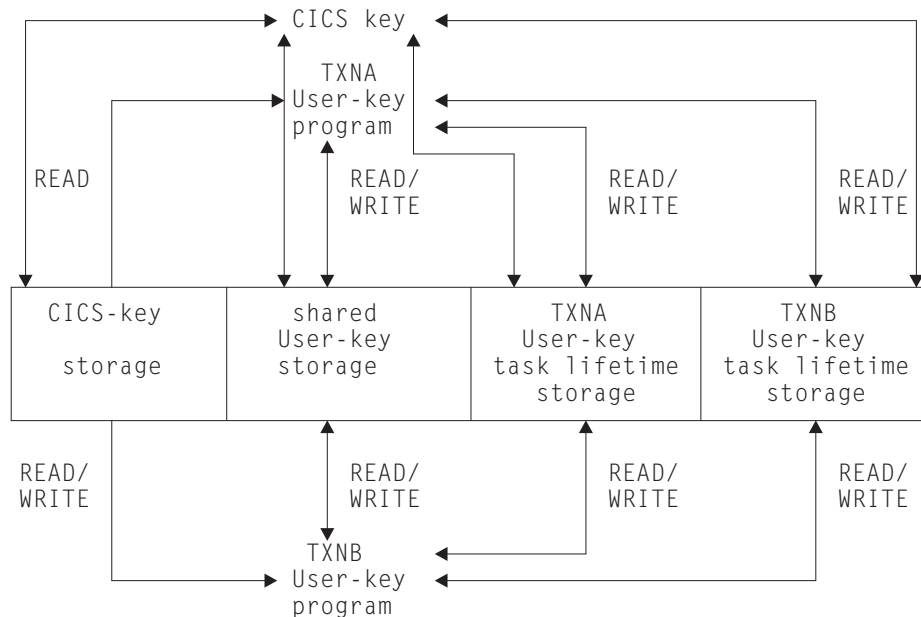 CICS key
TXNA
User-key
program
READ
READ/
WRITE
READ/
WRITE
READ/
WRITE
CICS-key
storage
shared
User-key
storage
TXNA
User-key
task lifetime
storage
TXNB
User-key
task lifetime
storage
READ/
WRITE
READ/
WRITE
READ/
WRITE
READ/
WRITE
TXNB
User-key
program